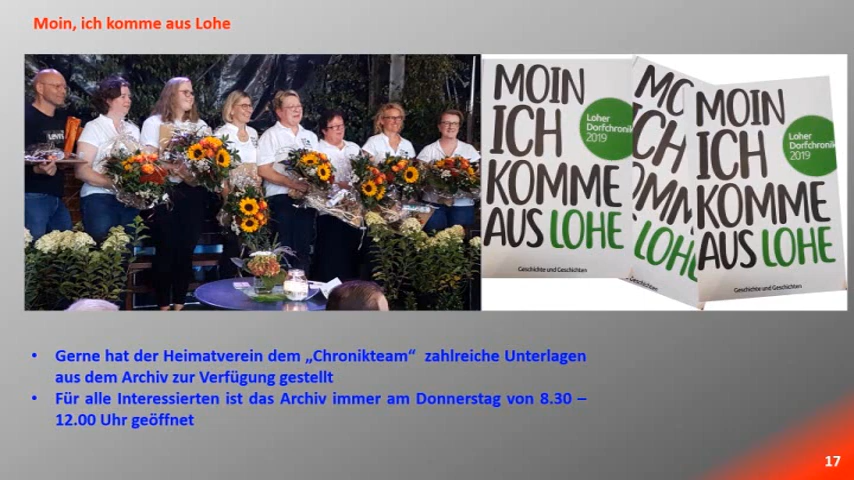 Moin, ich komme aus Lohe
MOIN
ICH
KOMME
AUS LOHE
Loher
Dorfchronik
2019
Geschichte und Geschichten
MOIN
ICH
KOMME
AUS LOHE
Loher
Dorfchronik
2019
Geschichte und Geschichten
• Gerne hat der Heimatverein dem „Chronikteam“ zahlreiche Unterlagen
aus dem Archiv zur Verfügung gestellt
• Für alle Interessierten ist das Archiv immer am Donnerstag von 8.30 –
12.00 Uhr geöffnet
17